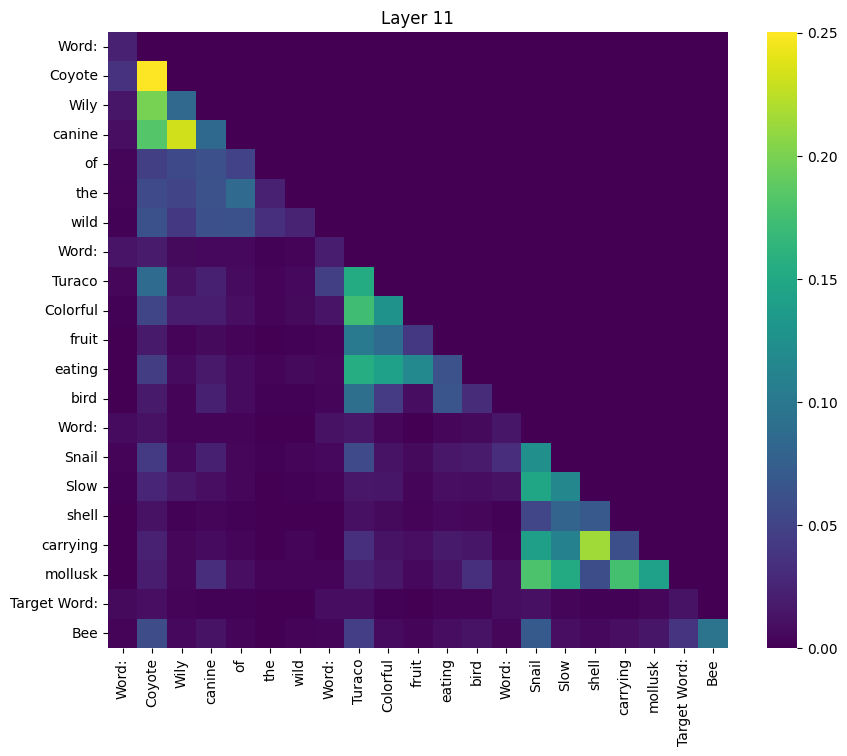 Layer 11
Word:
Coyote
Wily
canine
of
the
wild
Word:
Turaco
Colorful
fruit
eating
bird
Word:
Snail
Slow
shell
carrying
mollusk
Target Word:
Bee
Word:
Coyote
Wily
canine
of
the
wild
Word:
Turaco
Colorful
fruit
eating
bird
Word:
Snail
Slow
shell
carrying
mollusk
Target Word:
Bee
0.25
0.20
0.15
0.10
0.05
0.00